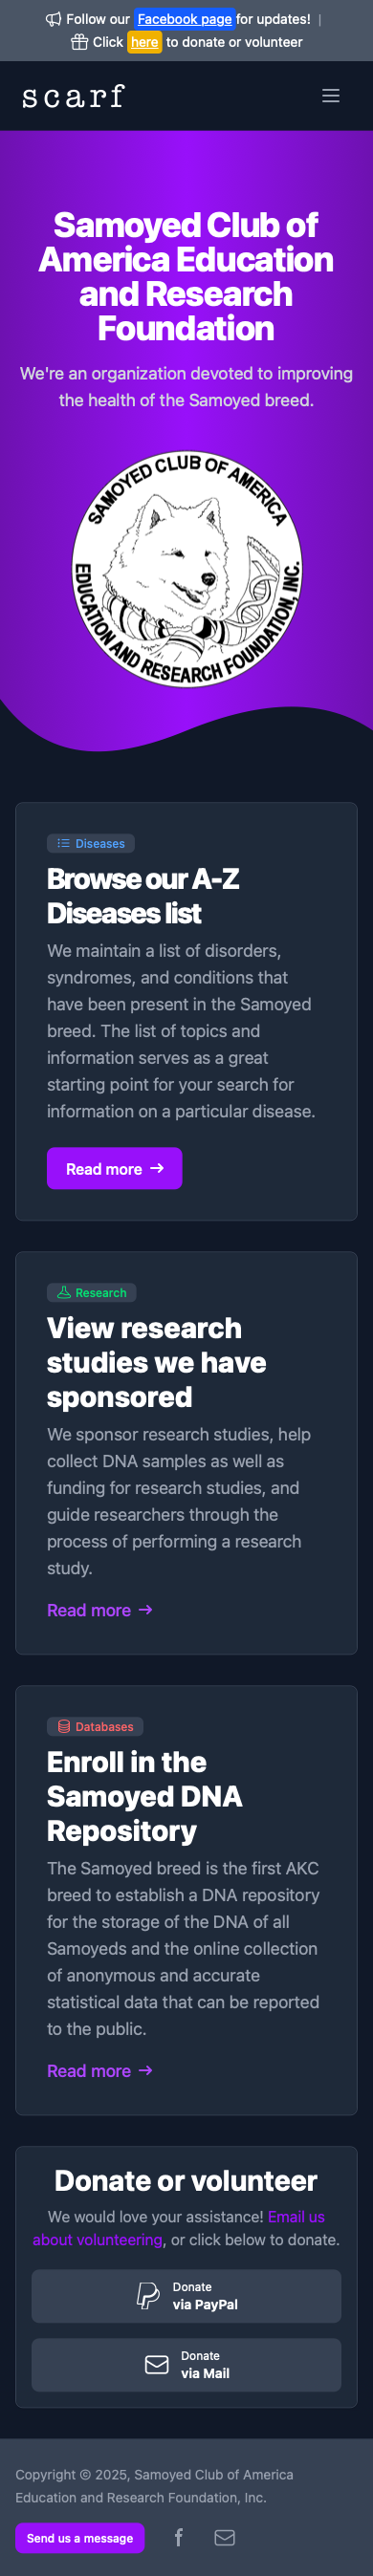 Follow our Facebook page for updates! |
Click here to donate or volunteer
scarf
Samoyed Club of
America Education
and Research
Foundation
We're an organization devoted to improving
the health of the Samoyed breed.
SAMOYED CLUB OF AMERICA
EDUCATION AND RESEARCH FOUNDATION, INC.
Diseases
Browse our A-Z
Diseases list
We maintain a list of disorders,
syndromes, and conditions that
have been present in the Samoyed
breed. The list of topics and
information serves as a great
starting point for your search for
information on a particular disease.
Read more →
Research
View research
studies we have
sponsored
We sponsor research studies, help
collect DNA samples as well as
funding for research studies, and
guide researchers through the
process of performing a research
study.
Read more →
Databases
Enroll in the
Samoyed DNA
Repository
The Samoyed breed is the first AKC
breed to establish a DNA repository
for the storage of the DNA of all
Samoyeds and the online collection
of anonymous and accurate
statistical data that can be reported
to the public.
Read more →
Donate or volunteer
We would love your assistance! Email us
about volunteering, or click below to donate.
Donate
via PayPal
Donate
via Mail
Copyright © 2025, Samoyed Club of America
Education and Research Foundation, Inc.
Send us a message